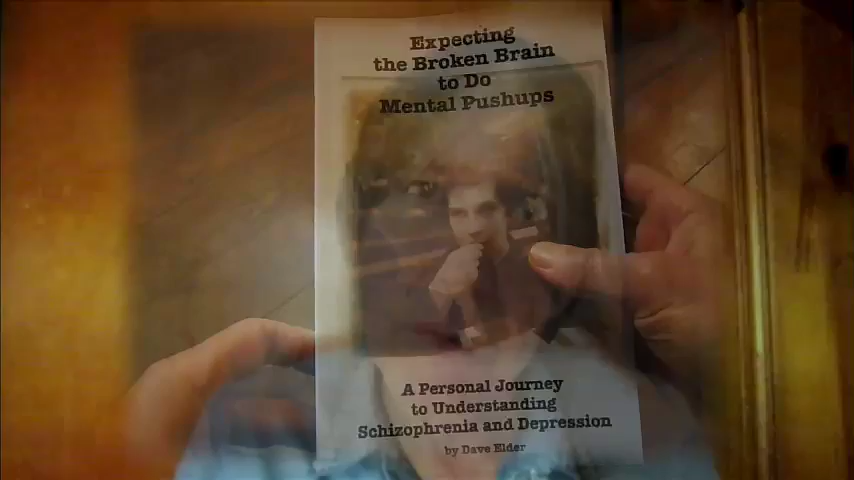 Expecting
the Broken Brain
to Do
Mental Pushups
A Personal Journey
to Understanding
Schizophrenia and Depression
by Dave Elder